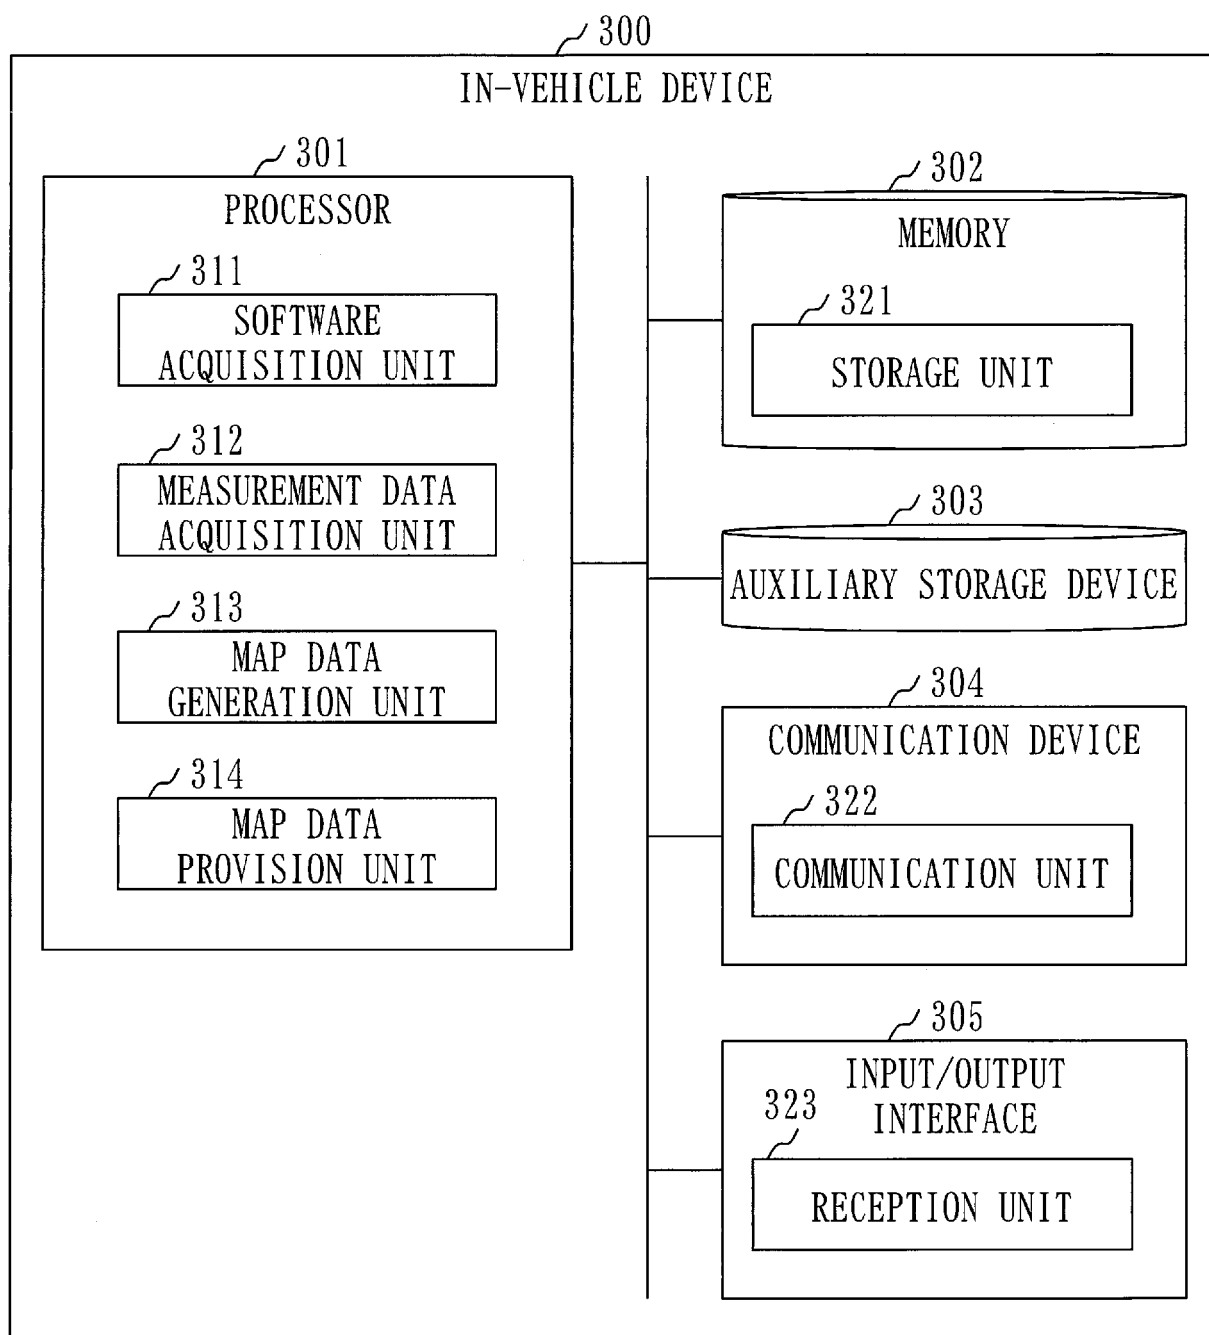 300
IN-VEHICLE DEVICE
301
PROCESSOR
311
SOFTWARE
ACQUISITION UNIT
312
MEASUREMENT DATA
ACQUISITION UNIT
313
MAP DATA
GENERATION UNIT
314
MAP DATA
PROVISION UNIT
302
MEMORY
321
STORAGE UNIT
303
AUXILIARY STORAGE DEVICE
304
COMMUNICATION DEVICE
322
COMMUNICATION UNIT
305
INPUT/OUTPUT
INTERFACE
323
RECEPTION UNIT